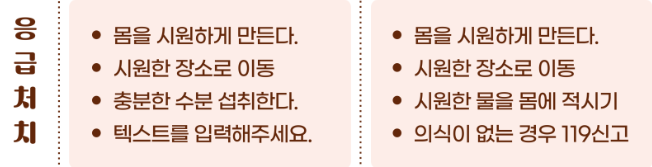 응급처치
• 몸을 시원하게 만든다.
• 시원한 장소로 이동
• 충분한 수분 섭취한다.
• 텍스트를 입력해주세요.
• 몸을 시원하게 만든다.
• 시원한 장소로 이동
• 시원한 물을 몸에 적시기
• 의식이 없는 경우 119신고